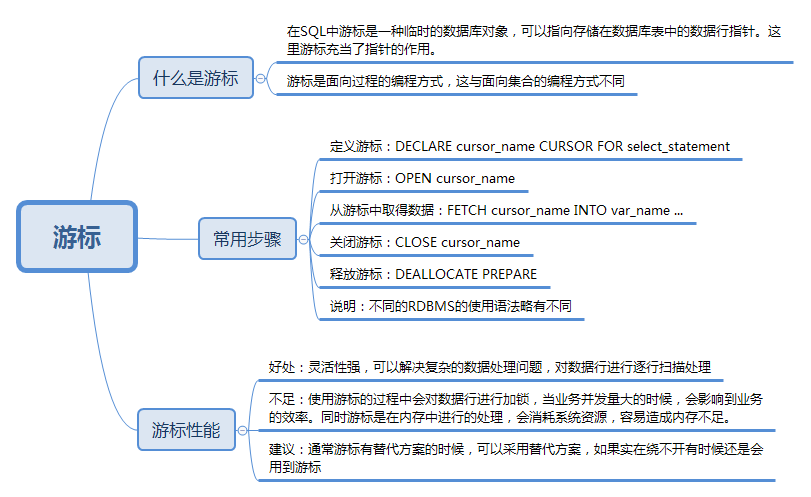 游标
什么是游标
在SQL中游标是一种临时的数据库对象，可以指向存储在数据库表中的数据行指针。这
里游标充当了指针的作用。
游标是面向过程的编程方式，这与面向集合的编程方式不同
常用步骤
定义游标：DECLARE cursor_name CURSOR FOR select_statement
打开游标：OPEN cursor_name
从游标中取得数据：FETCH cursor_name INTO var_name ...
关闭游标：CLOSE cursor_name
释放游标：DEALLOCATE PREPARE
说明：不同的RDBMS的使用语法略有不同
游标性能
好处：灵活性强，可以解决复杂的数据处理问题，对数据行进行逐行扫描处理
不足：使用游标的过程中会对数据行进行加锁，当业务并发量大的时候，会影响到业务
的效率。同时游标是在内存中进行的处理，会消耗系统资源，容易造成内存不足。
建议：通常游标有替代方案的时候，可以采用替代方案，如果实在绕不开有时候还是会
用到游标